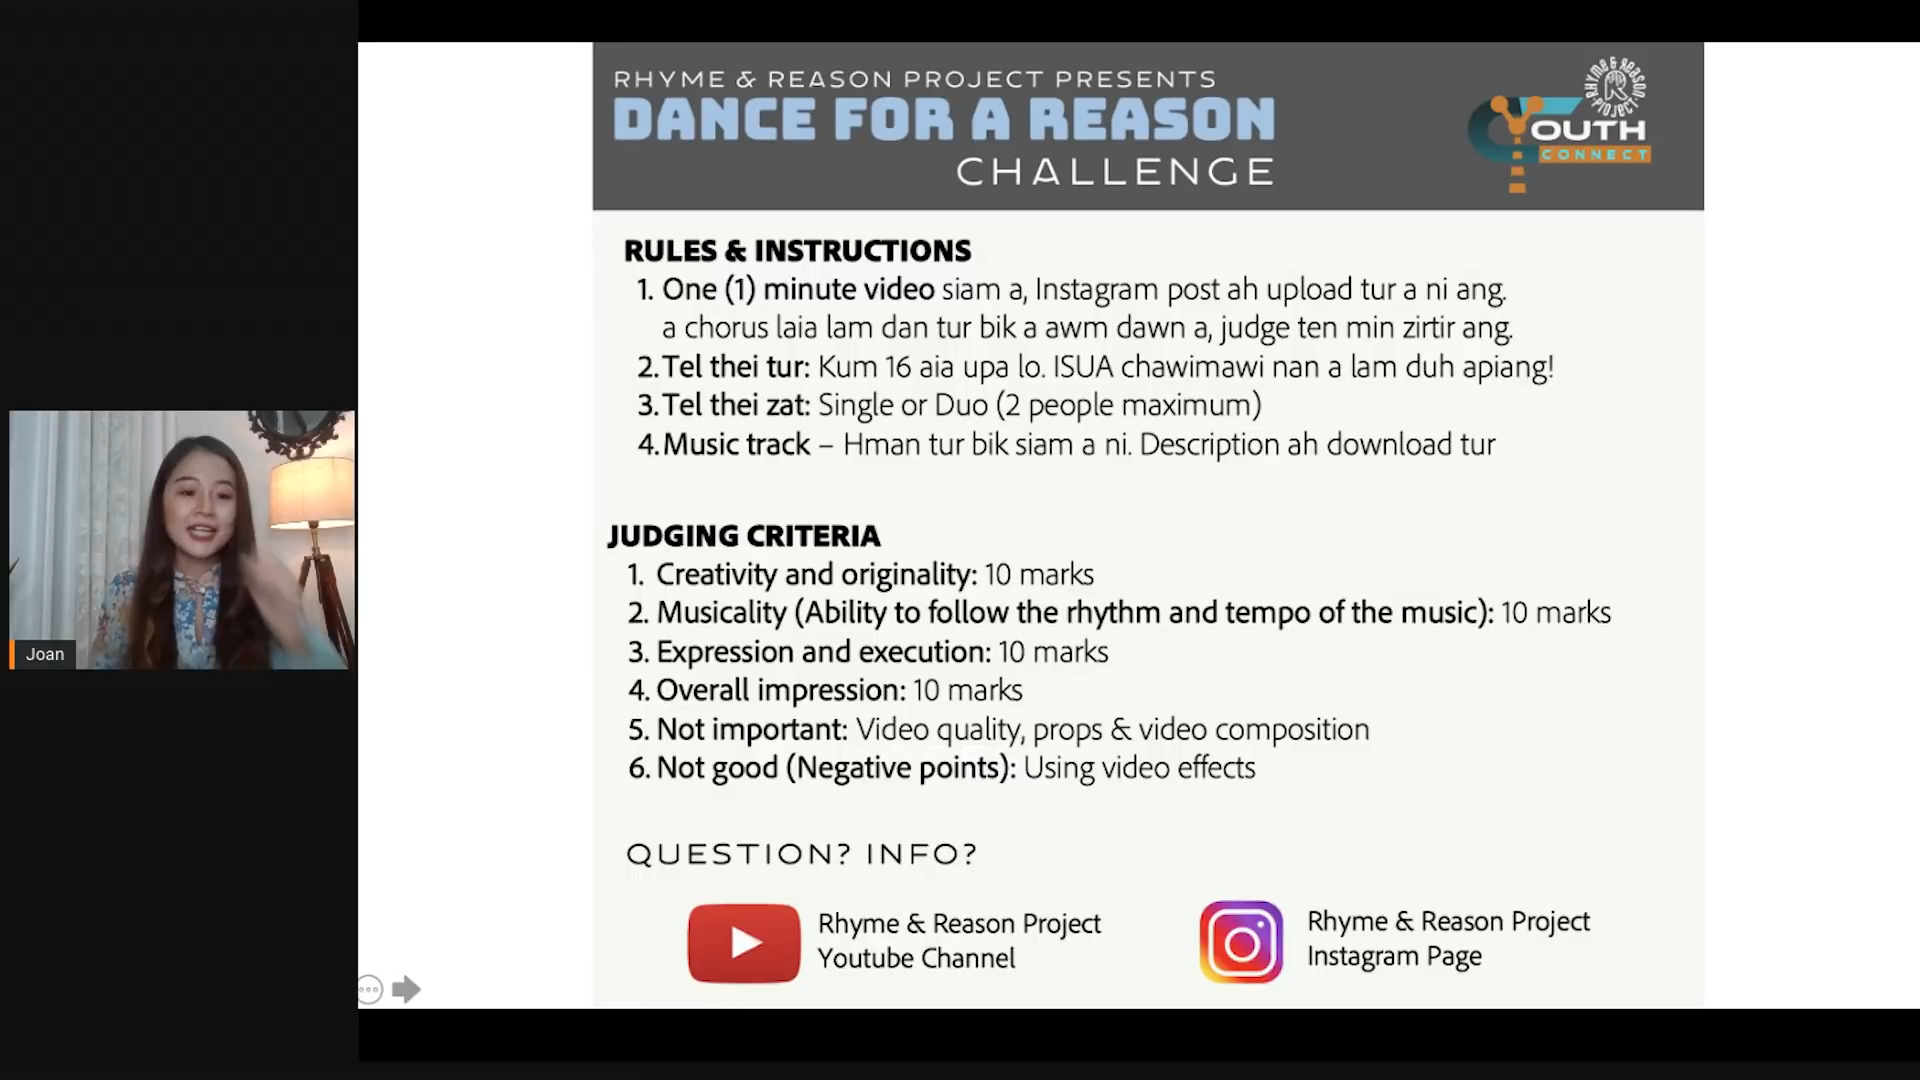 RHYME & REASON PROJECT PRESENTS
DANCE FOR A REASON
CHALLENGE
RHYME & REASON PROJECT
YOUTH
CONNECT
RULES & INSTRUCTIONS
1. One (1) minute video siam a, Instagram post ah upload tur a ni ang.
a chorus laia lam dan tur bik a awm dawn a, judge ten min zirtir ang.
2. Tel thei tur: Kum 16 aia upa lo. ISUA chawimawi nan a lam duh apiang!
3. Tel thei zat: Single or Duo (2 people maximum)
4. Music track – Hman tur bik siam a ni. Description ah download tur
JUDGING CRITERIA
1. Creativity and originality: 10 marks
2. Musicality (Ability to follow the rhythm and tempo of the music): 10 marks
3. Expression and execution: 10 marks
4. Overall impression: 10 marks
5. Not important: Video quality, props & video composition
6. Not good (Negative points): Using video effects
QUESTION? INFO?
Rhyme & Reason Project
Youtube Channel
Rhyme & Reason Project
Instagram Page
Joan